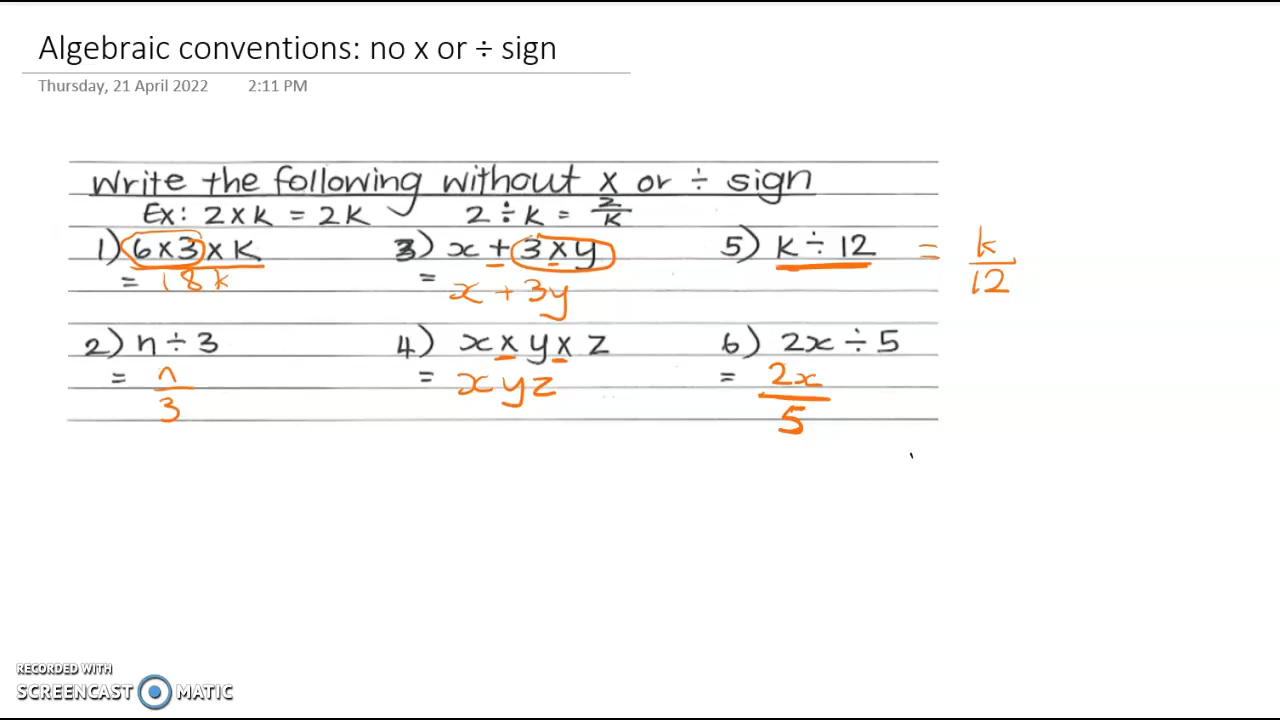 Algebraic conventions: no x or ÷ sign
Thursday, 21 April 2022 2:11 PM
Write the following without x or ÷ sign
Ex: 2 x k = 2k 2 ÷ k = 2/k
1) 6 x 3 x k 3) x + 3 x y 5) k ÷ 12 = k/12
= 18k = x + 3y
2) n ÷ 3 4) x x y x z 6) 2x ÷ 5
= n/3 = xyz = 2x/5
RECORDED WITH
SCREENCAST MATIC